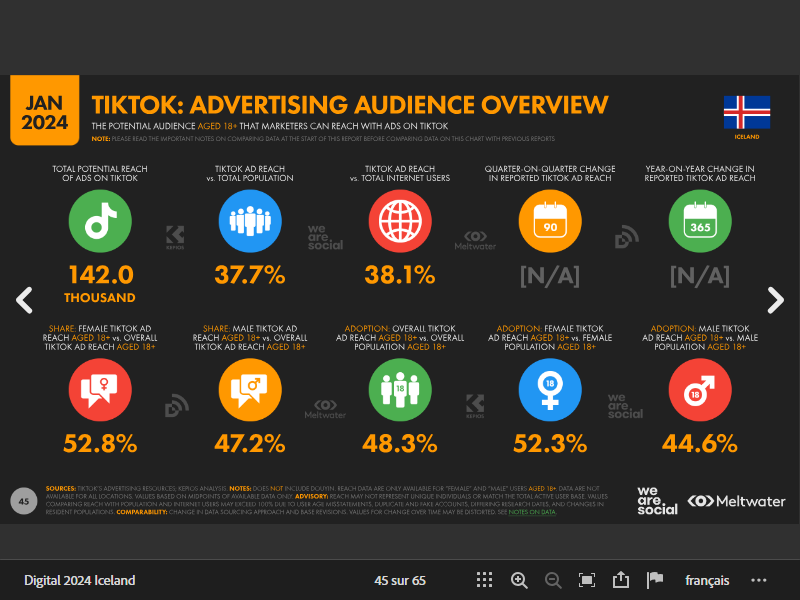 JAN
2024
TIKTOK: ADVERTISING AUDIENCE OVERVIEW
THE POTENTIAL AUDIENCE AGED 18+ THAT MARKETERS CAN REACH WITH ADS ON TIKTOK
NOTE: PLEASE READ THE IMPORTANT NOTES ON COMPARING DATA AT THE START OF THIS REPORT BEFORE COMPARING DATA ON THIS CHART WITH PREVIOUS REPORTS
ICELAND
TOTAL POTENTIAL REACH
OF ADS ON TIKTOK
TIKTOK AD REACH
vs. TOTAL POPULATION
TIKTOK AD REACH
vs. TOTAL INTERNET USERS
QUARTER-ON-QUARTER CHANGE
IN REPORTED TIKTOK AD REACH
YEAR-ON-YEAR CHANGE IN
REPORTED TIKTOK AD REACH
90
365
KEPIOS
we
are
social
Meltwater
142.0
THOUSAND
37.7%
38.1%
[N/A]
[N/A]
SHARE: FEMALE TIKTOK AD
REACH AGED 18+ vs. OVERALL
TIKTOK AD REACH AGED 18+
SHARE: MALE TIKTOK AD
REACH AGED 18+ vs. OVERALL
TIKTOK AD REACH AGED 18+
ADOPTION: OVERALL TIKTOK
AD REACH AGED 18+ vs. OVERALL
POPULATION AGED 18+
ADOPTION: FEMALE TIKTOK
AD REACH AGED 18+ vs. FEMALE
POPULATION AGED 18+
ADOPTION: MALE TIKTOK
AD REACH AGED 18+ vs. MALE
POPULATION AGED 18+
18
18
18
Meltwater
KEPIOS
we
are
social
52.8%
47.2%
48.3%
52.3%
44.6%
45
SOURCES: TIKTOK'S ADVERTISING RESOURCES; KEPIOS ANALYSIS. NOTES: DOES NOT INCLUDE DOUYIN. REACH DATA ARE ONLY AVAILABLE FOR "FEMALE" AND "MALE" USERS AGED 18+. DATA ARE NOT
AVAILABLE FOR ALL LOCATIONS. VALUES BASED ON MIDPOINTS OF AVAILABLE DATA ONLY. ADVISORY: REACH MAY NOT REPRESENT UNIQUE INDIVIDUALS OR MATCH THE TOTAL ACTIVE USER BASE. VALUES
COMPARING REACH WITH POPULATION AND INTERNET USERS MAY EXCEED 100% DUE TO USER AGE MISSTATEMENTS, DUPLICATE AND FAKE ACCOUNTS, DIFFERING RESEARCH DATES, AND CHANGES IN
RESIDENT POPULATIONS. COMPARABILITY: CHANGE IN DATA SOURCING APPROACH AND BASE REVISIONS. VALUES FOR CHANGE OVER TIME MAY BE DISTORTED. SEE NOTES ON DATA.
we
are
social
Meltwater
Digital 2024 Iceland
45 sur 65
français